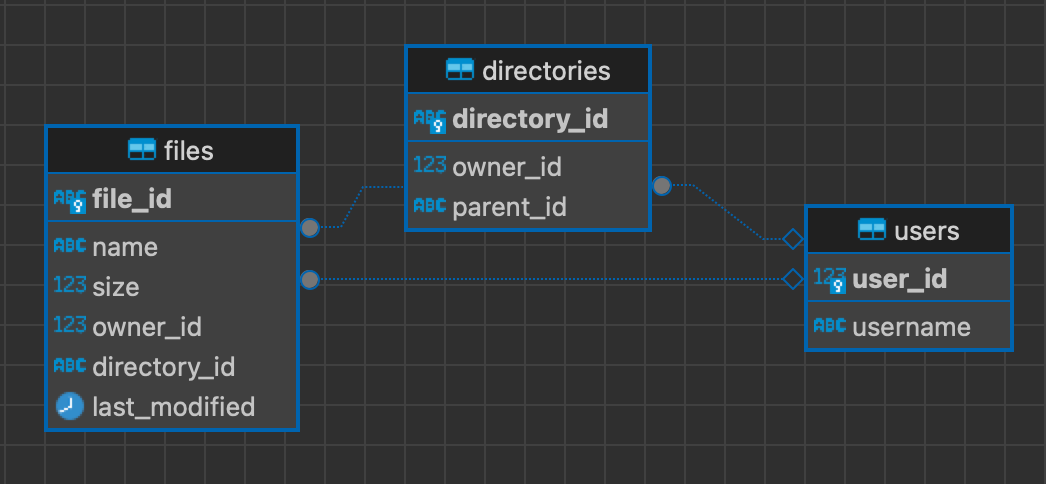 files
ABC file_id
ABC name
123 size
123 owner_id
ABC directory_id
last_modified
directories
ABC directory_id
123 owner_id
ABC parent_id
users
123 user_id
ABC username